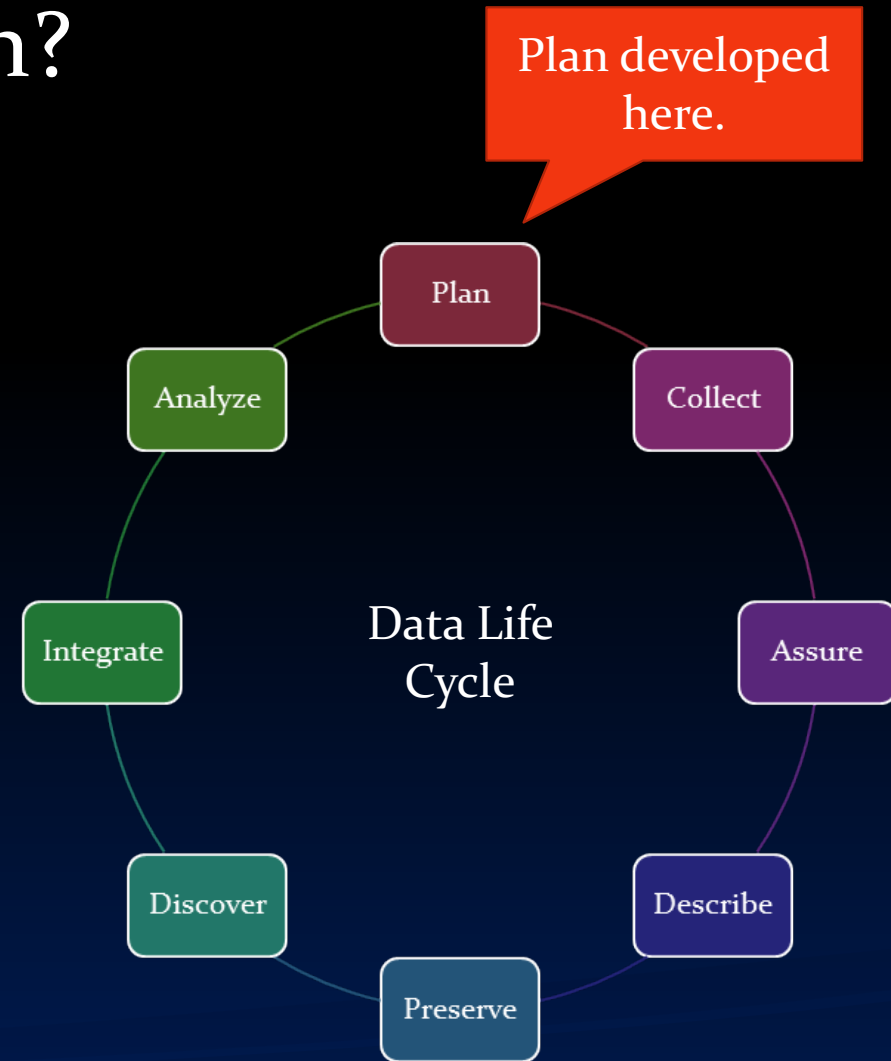 ?
Plan developed
here.
Plan
Collect
Assure
Describe
Preserve
Discover
Integrate
Analyze
Data Life
Cycle